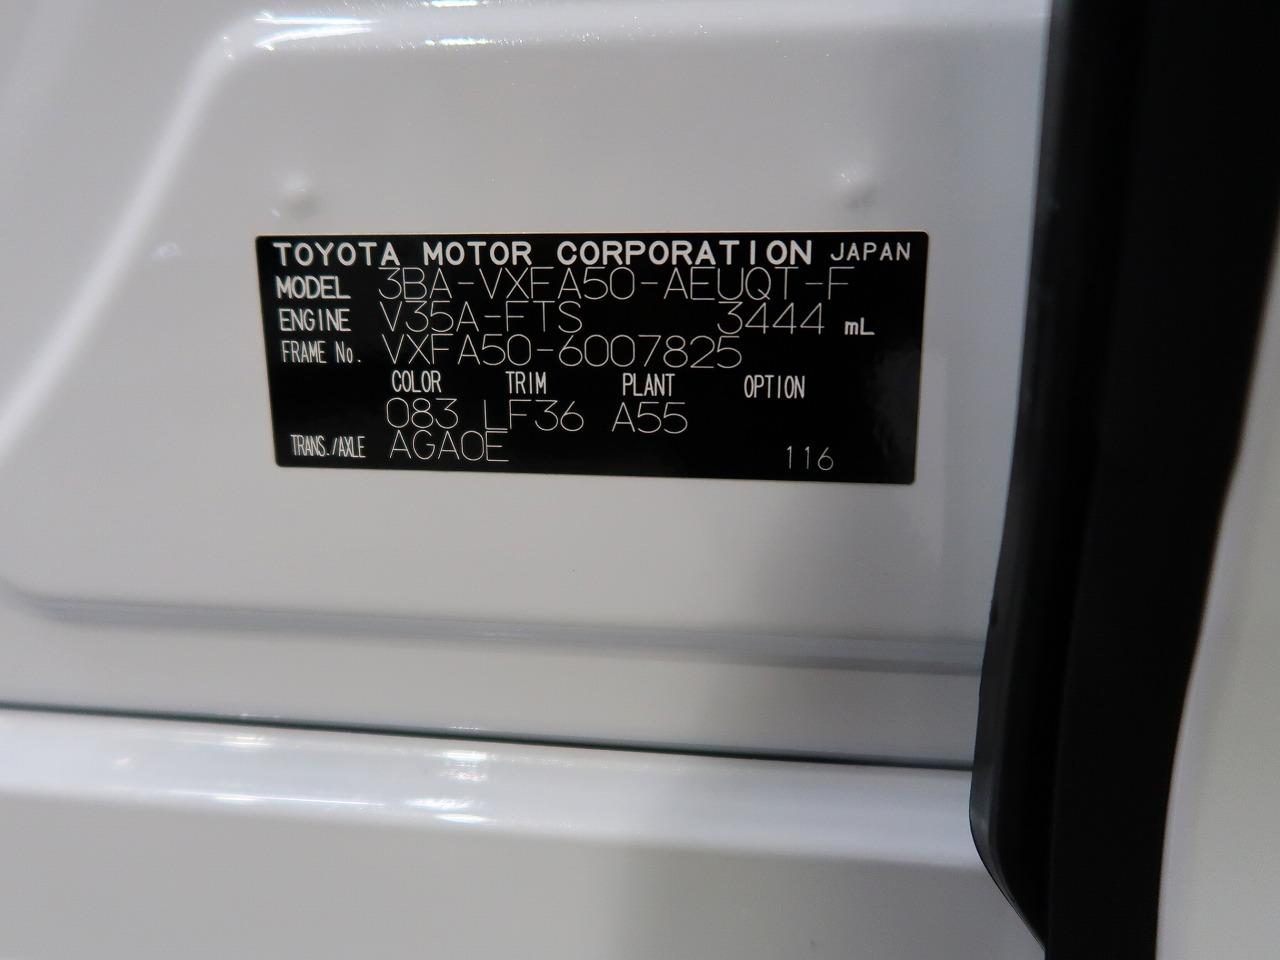 TOYOTA MOTOR CORPORATION JAPAN
MODEL 3BA-VXFA50-AEUQT-F
ENGINE V35A-FTS 3444 mL
FRAME No. VXFA50-6007825
COLOR TRIM PLANT OPTION
083 LF36 A55
TRANS./AXLE AGA0E 116